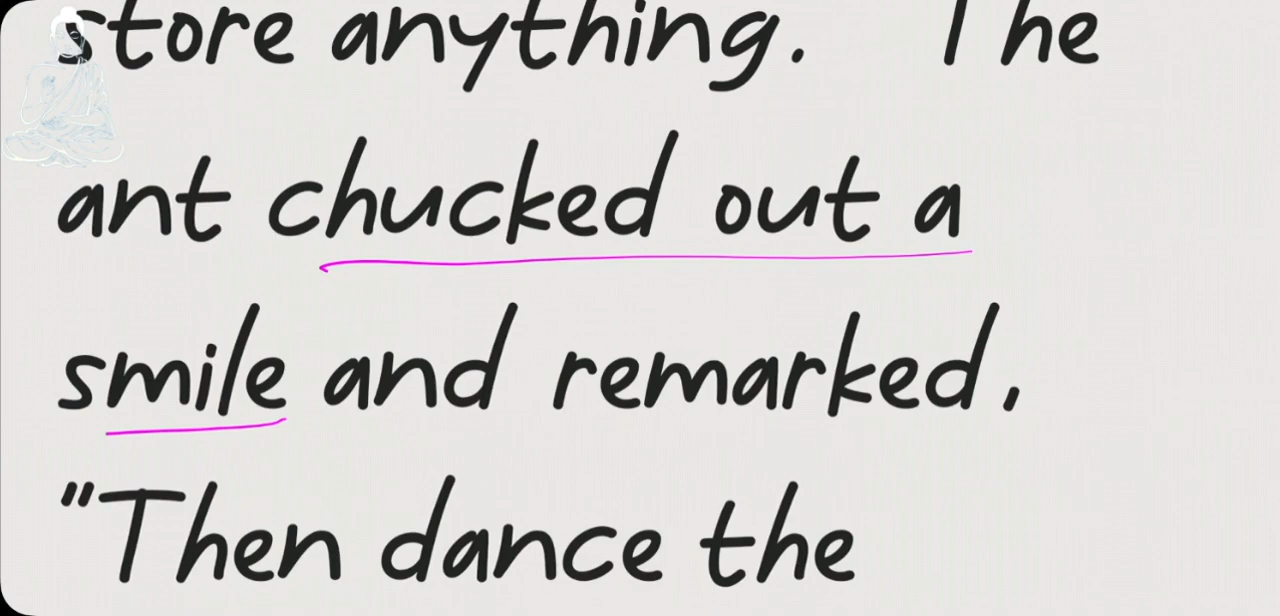 store anything. The
ant chucked out a
smile and remarked,
"Then dance the